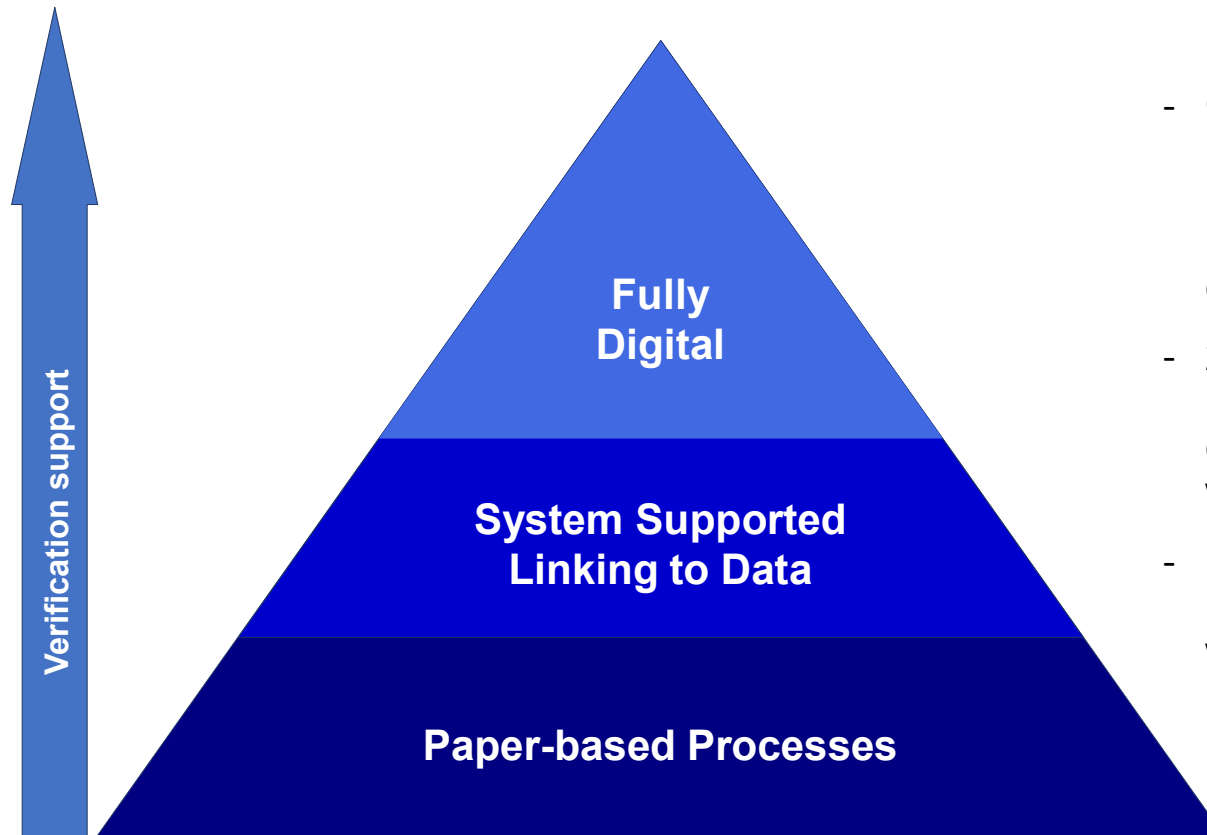 Fully
Digital
System Supported
Linking to Data
Paper-based Processes
Verification support